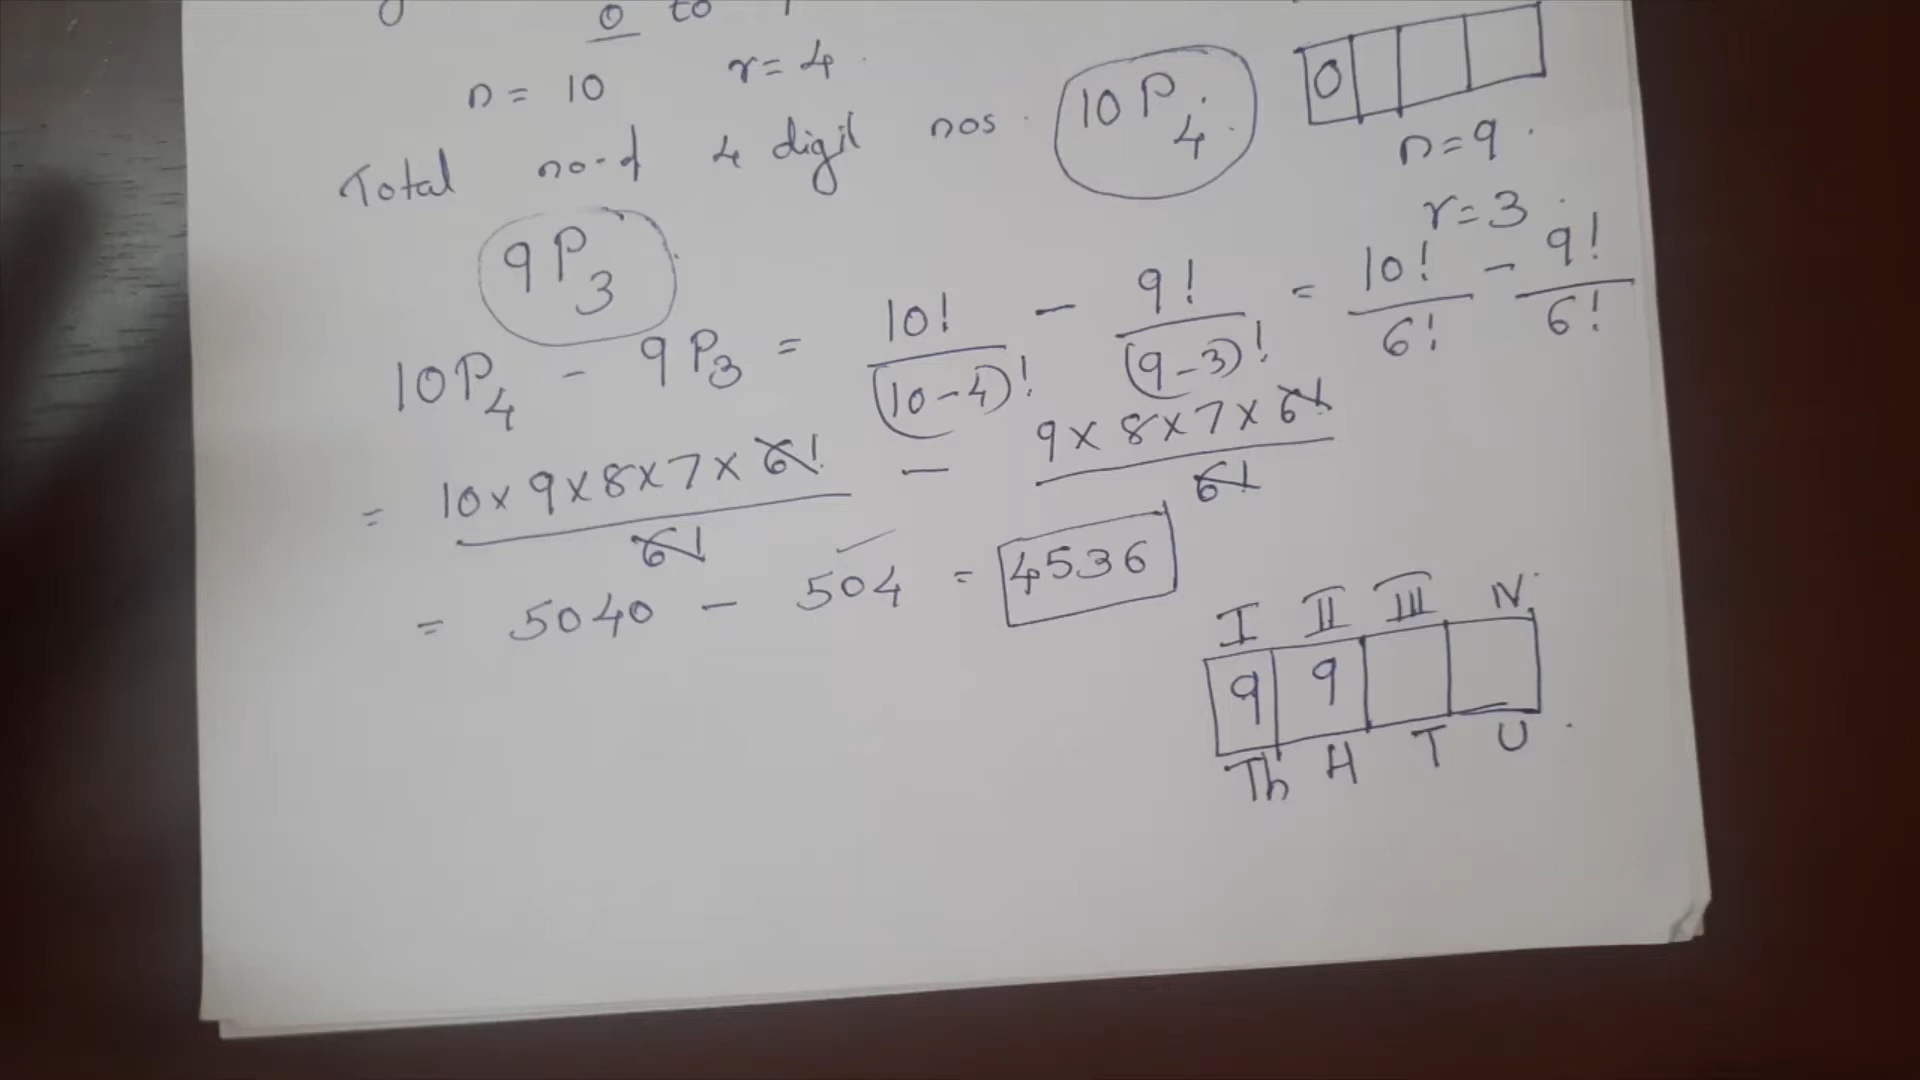 0 to
n = 10 r = 4
Total no. of 4 digit nos. 10P4
0
n = 9.
r = 3.
9P3
10P4 - 9P3 = 10!/(10-4)! - 9!/(9-3)! = 10!/6! - 9!/6!
= 10 x 9 x 8 x 7 x 6!/6! - 9 x 8 x 7 x 6!/6!
= 5040 - 504 = 4536
I II III IV
9 9
Th H T U